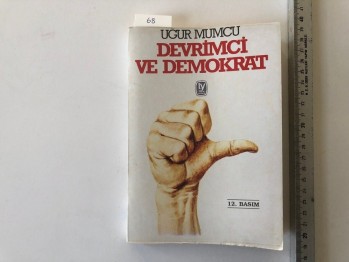 68
UĞUR MUMCU
DEVRİMCİ
VE DEMOKRAT
12. BASIM